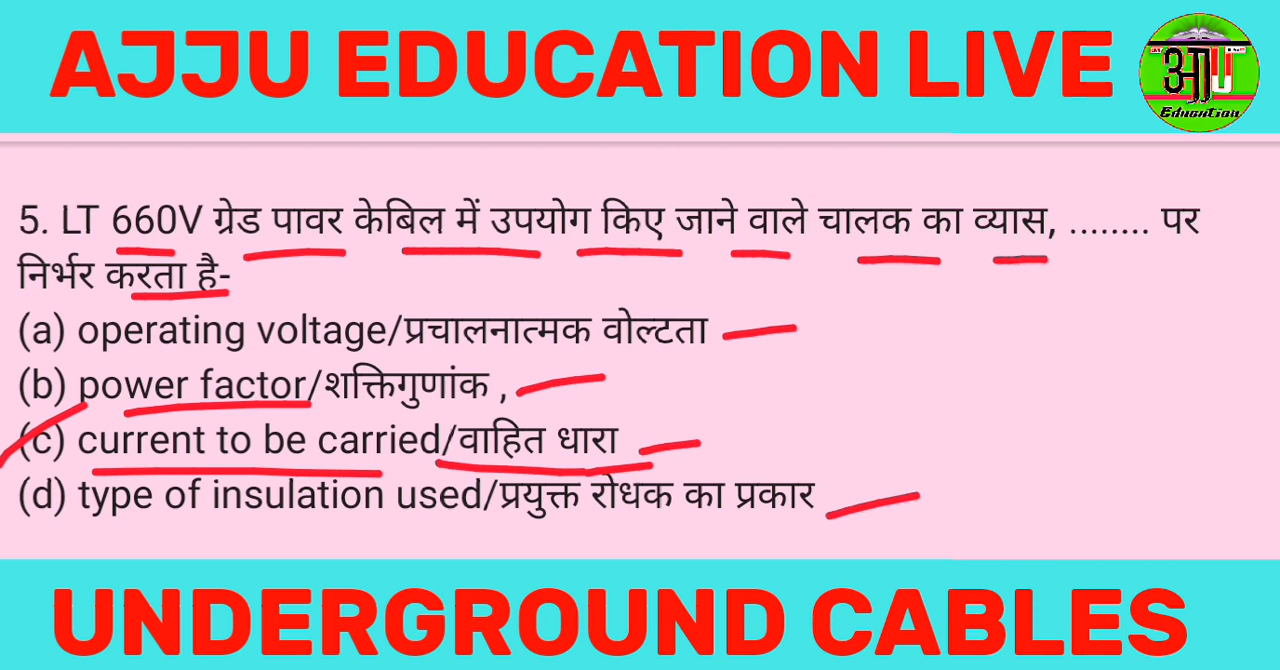 AJJU EDUCATION LIVE
Education
5. LT 660V ग्रेड पावर केबिल में उपयोग किए जाने वाले चालक का व्यास, ........ पर
निर्भर करता है-
(a) operating voltage/प्रचालनात्मक वोल्टता
(b) power factor/शक्तिगुणांक ,
(c) current to be carried/वाहित धारा
(d) type of insulation used/प्रयुक्त रोधक का प्रकार
UNDERGROUND CABLES